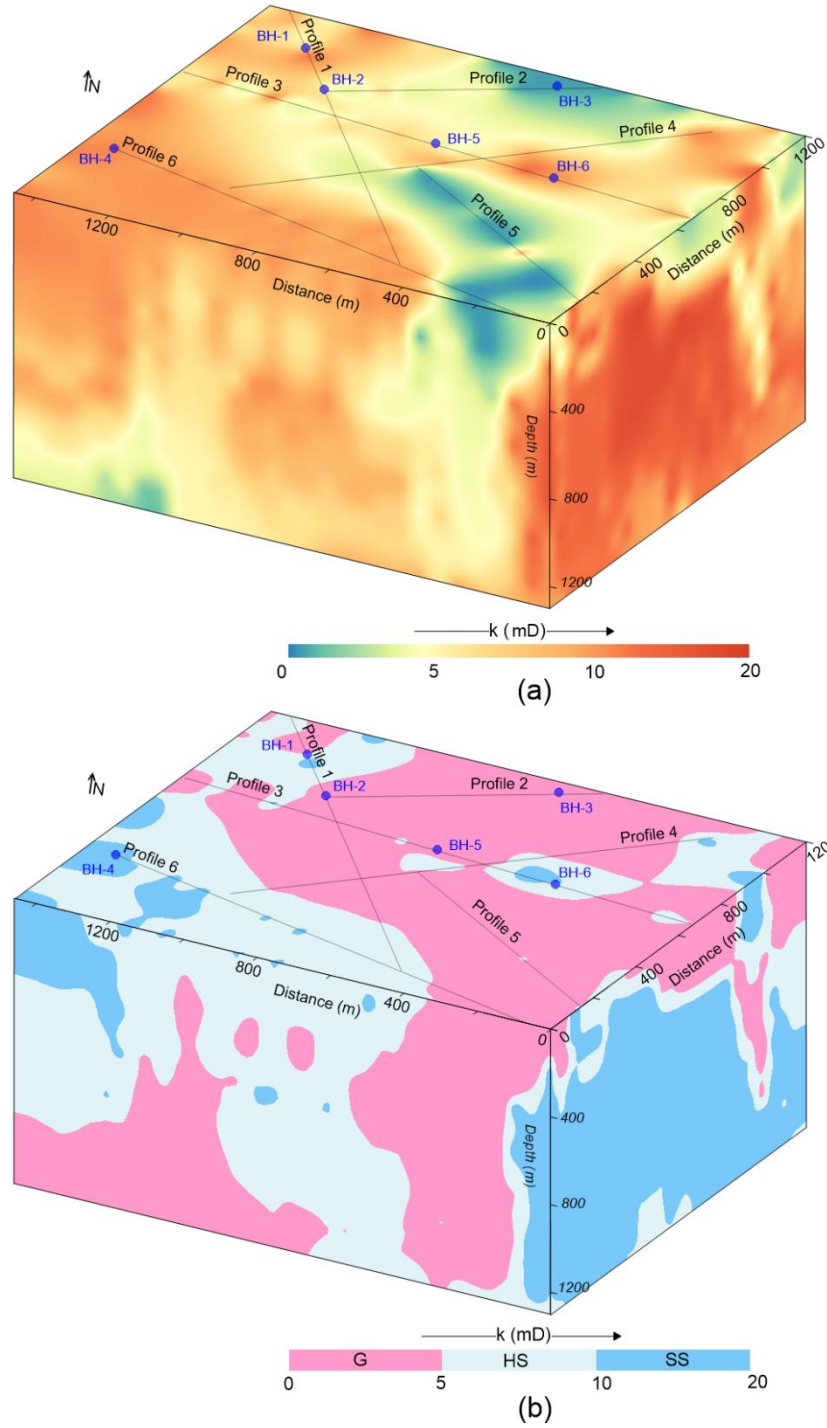 BH-1
Profile 1
N
Profile 3
BH-2
Profile 2
BH-3
BH-4
Profile 6
BH-5
Profile 4
BH-6
Profile 5
1200
800
400
0
Distance (m)
0
400
800
1200
Distance (m)
400
800
1200
Depth (m)
k (mD)
0 5 10 20
(a)
BH-1
Profile 1
N
Profile 3
BH-2
Profile 2
BH-3
BH-4
Profile 6
BH-5
Profile 4
BH-6
Profile 5
1200
800
400
0
Distance (m)
0
400
800
120
Distance (m)
400
800
1200
Depth (m)
k (mD)
G HS SS
0 5 10 20
(b)